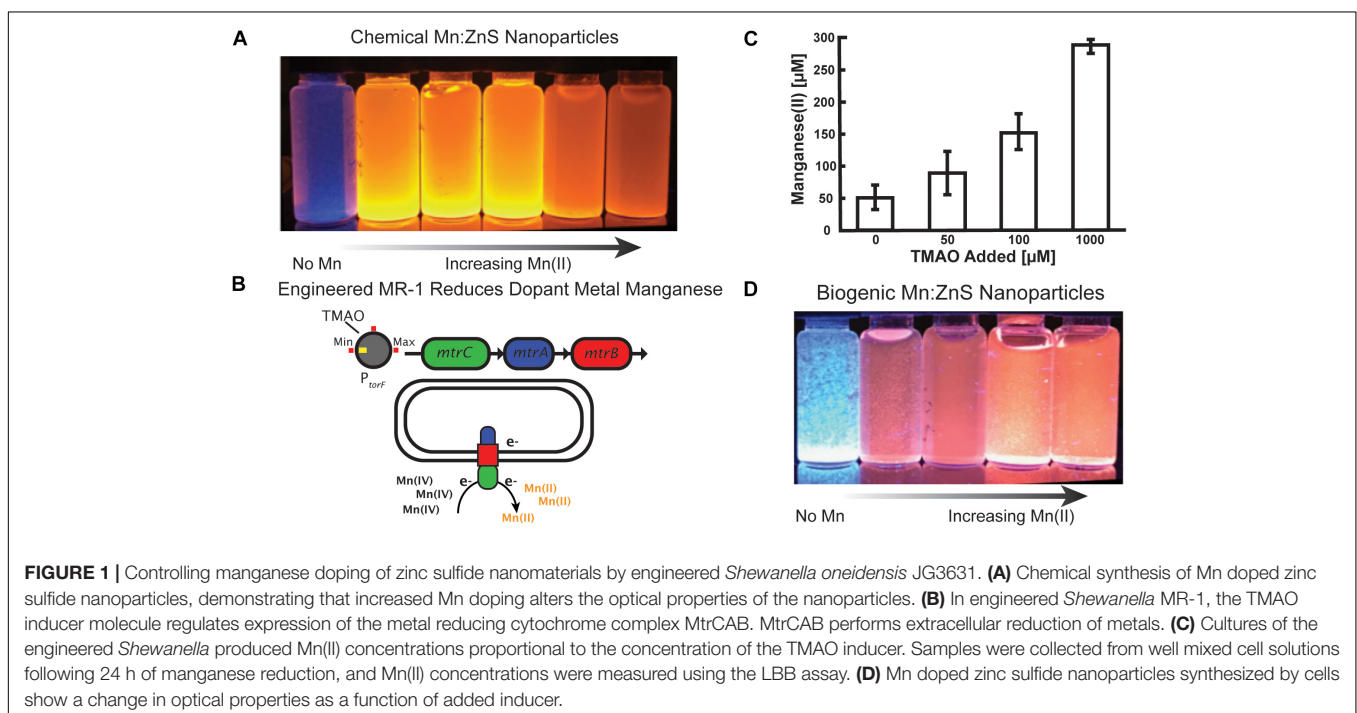 A
Chemical Mn:ZnS Nanoparticles
No Mn
Increasing Mn(II)
B
Engineered MR-1 Reduces Dopant Metal Manganese
TMAO
Min
Max
PtorF
mtrC
mtrA
mtrB
e-
e-
e-
Mn(IV)
Mn(IV)
Mn(IV)
Mn(II)
Mn(II)
Mn(II)
C
Manganese(II) [µM]
300
250
200
150
100
50
0
0
50
100
1000
TMAO Added [µM]
D
Biogenic Mn:ZnS Nanoparticles
No Mn
Increasing Mn(II)
FIGURE 1 | Controlling manganese doping of zinc sulfide nanomaterials by engineered Shewanella oneidensis JG3631. (A) Chemical synthesis of Mn doped zinc
sulfide nanoparticles, demonstrating that increased Mn doping alters the optical properties of the nanoparticles. (B) In engineered Shewanella MR-1, the TMAO
inducer molecule regulates expression of the metal reducing cytochrome complex MtrCAB. MtrCAB performs extracellular reduction of metals. (C) Cultures of the
engineered Shewanella produced Mn(II) concentrations proportional to the concentration of the TMAO inducer. Samples were collected from well mixed cell solutions
following 24 h of manganese reduction, and Mn(II) concentrations were measured using the LBB assay. (D) Mn doped zinc sulfide nanoparticles synthesized by cells
show a change in optical properties as a function of added inducer.